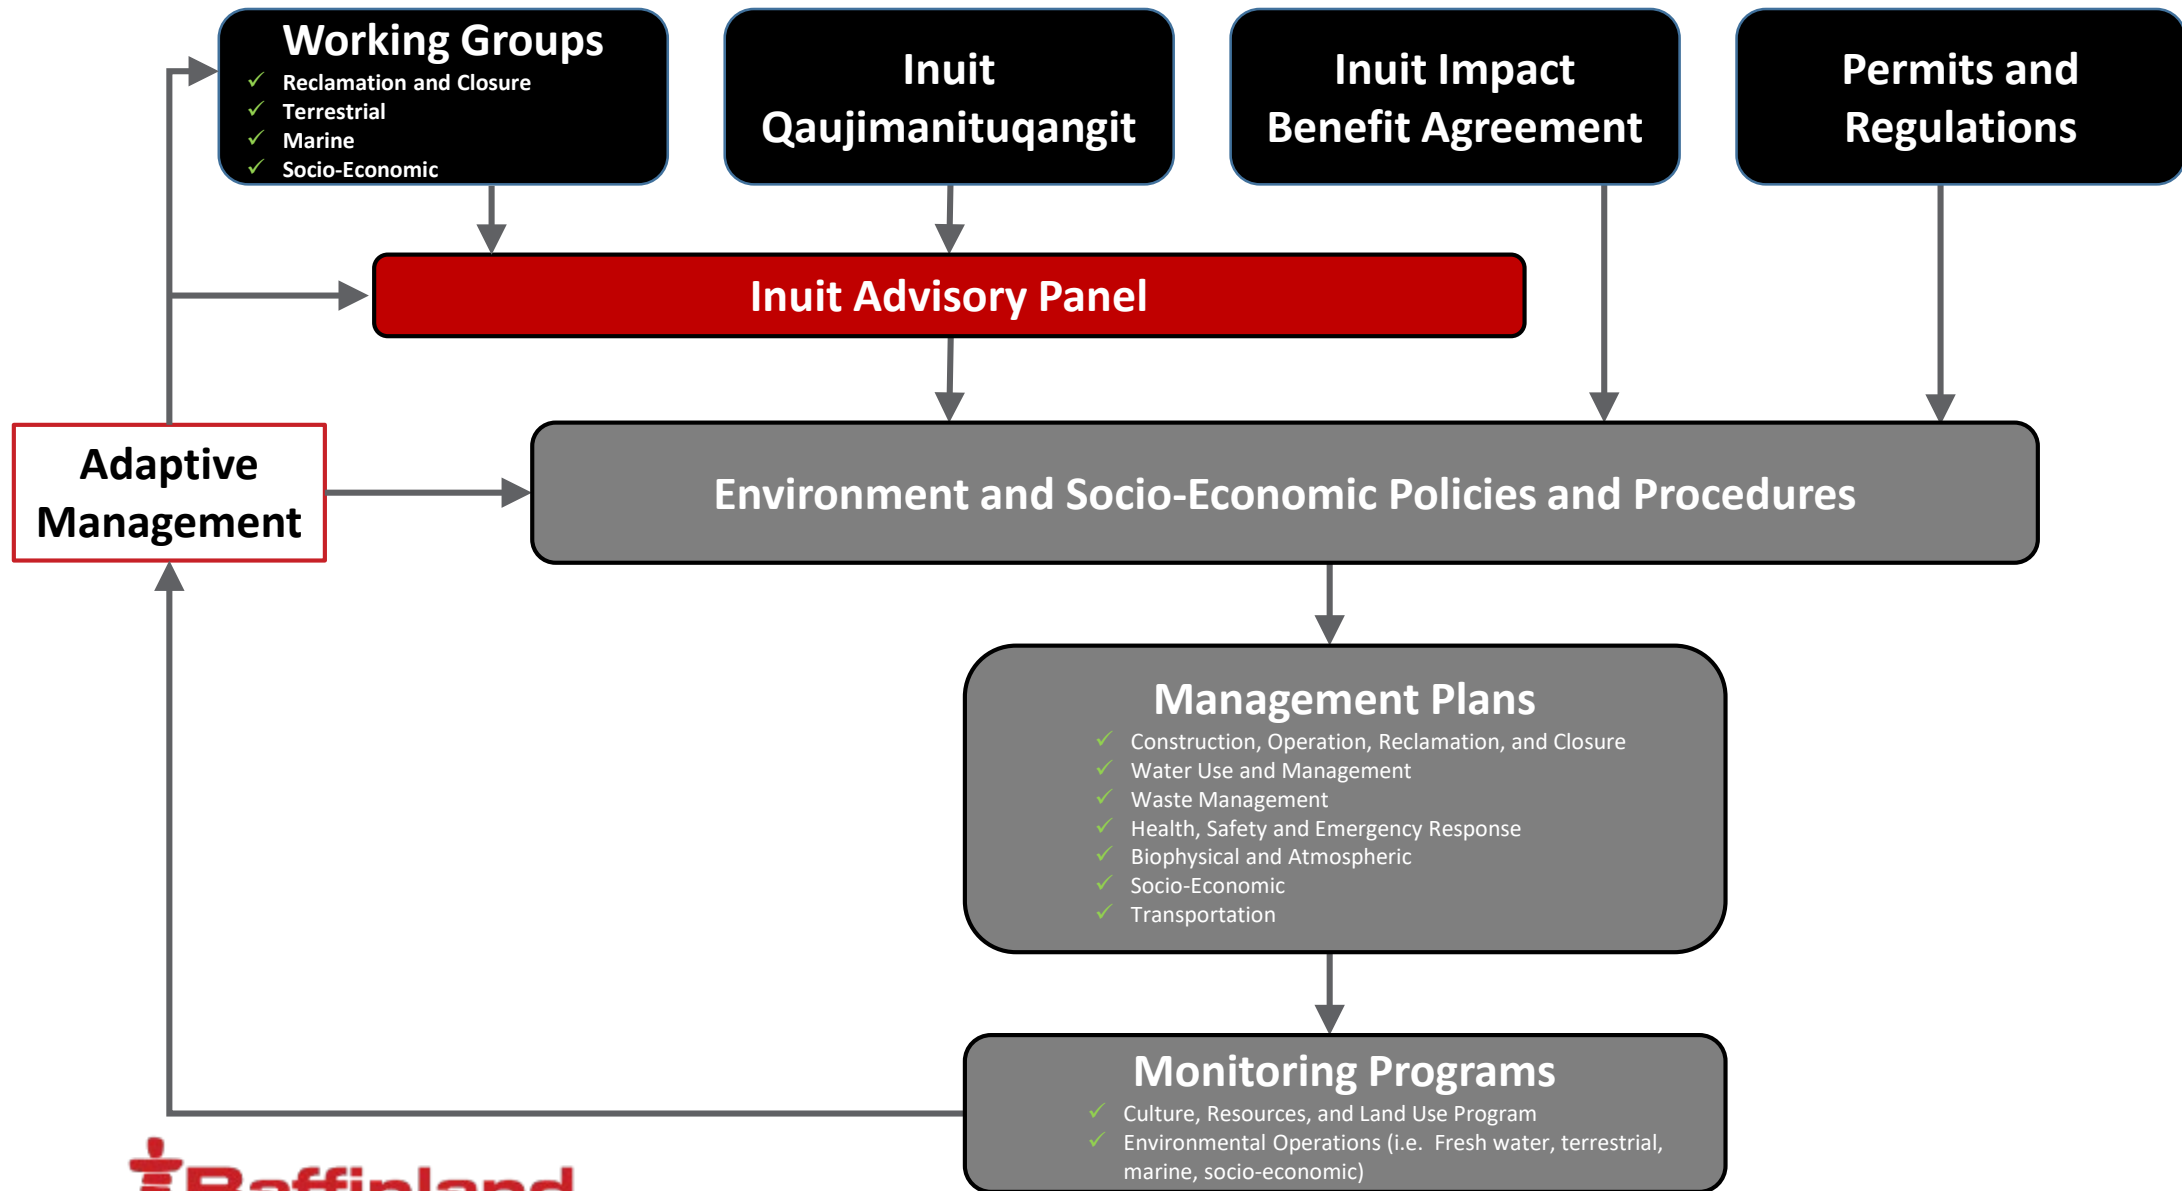 Working Groups
✓ Reclamation and Closure
✓ Terrestrial
✓ Marine
✓ Socio-Economic
Inuit
Qaujimanituqangit
Inuit Impact
Benefit Agreement
Permits and
Regulations
Inuit Advisory Panel
Adaptive
Management
Environment and Socio-Economic Policies and Procedures
Management Plans
✓ Construction, Operation, Reclamation, and Closure
✓ Water Use and Management
✓ Waste Management
✓ Health, Safety and Emergency Response
✓ Biophysical and Atmospheric
✓ Socio-Economic
✓ Transportation
Monitoring Programs
✓ Culture, Resources, and Land Use Program
✓ Environmental Operations (i.e. Fresh water, terrestrial,
marine, socio-economic)
Baffinland